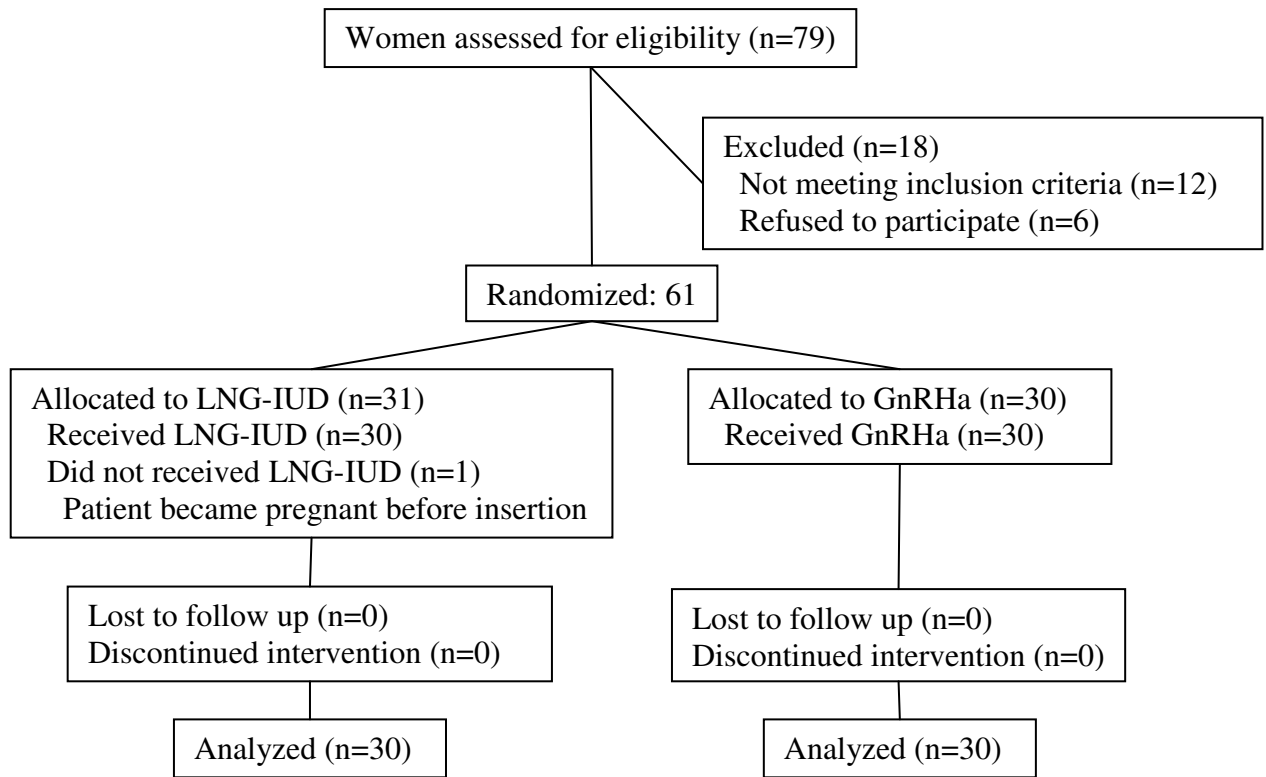 Women assessed for eligibility (n=79)
Excluded (n=18)
Not meeting inclusion criteria (n=12)
Refused to participate (n=6)
Randomized: 61
Allocated to LNG-IUD (n=31)
Received LNG-IUD (n=30)
Did not received LNG-IUD (n=1)
Patient became pregnant before insertion
Allocated to GnRHa (n=30)
Received GnRHa (n=30)
Lost to follow up (n=0)
Discontinued intervention (n=0)
Lost to follow up (n=0)
Discontinued intervention (n=0)
Analyzed (n=30)
Analyzed (n=30)